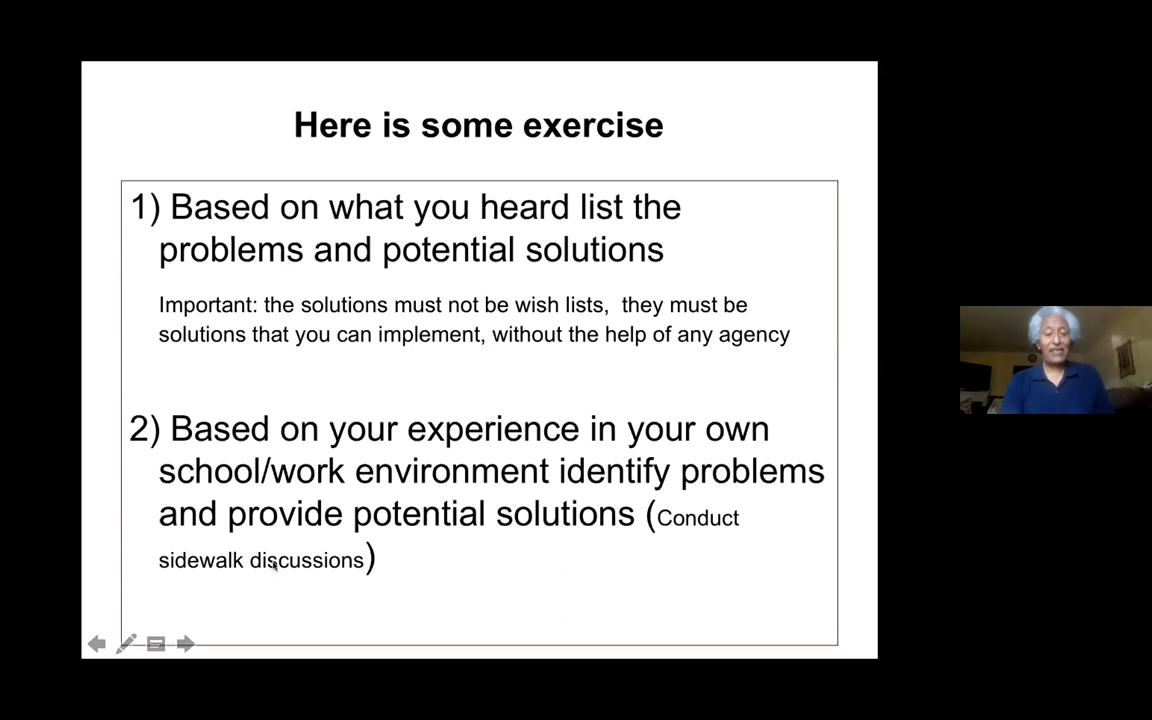 Here is some exercise
1) Based on what you heard list the
problems and potential solutions
Important: the solutions must not be wish lists,  they must be
solutions that you can implement, without the help of any agency
2) Based on your experience in your own
school/work environment identify problems
and provide potential solutions (Conduct
sidewalk discussions)